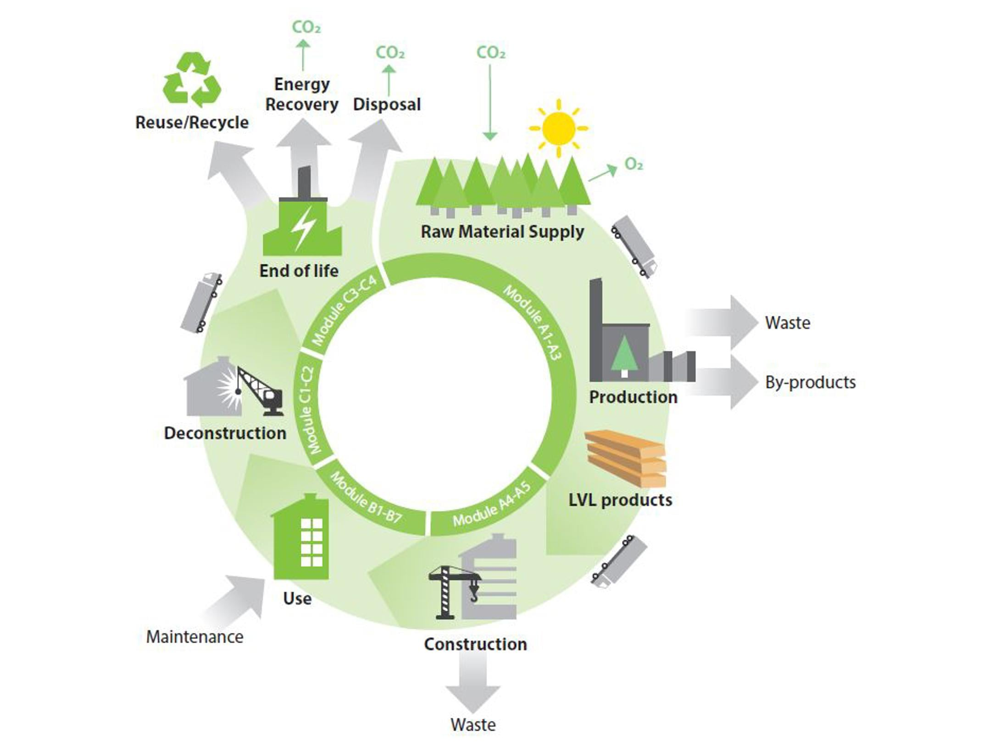 CO₂
CO₂
CO₂
Energy
Recovery
Disposal
Reuse/Recycle
O₂
Raw Material Supply
End of life
Module C3-C4
Module A1-A3
Waste
By-products
Production
Module C1-C2
Deconstruction
LVL products
Module B1-B7
Module A4-A5
Use
Maintenance
Construction
Waste